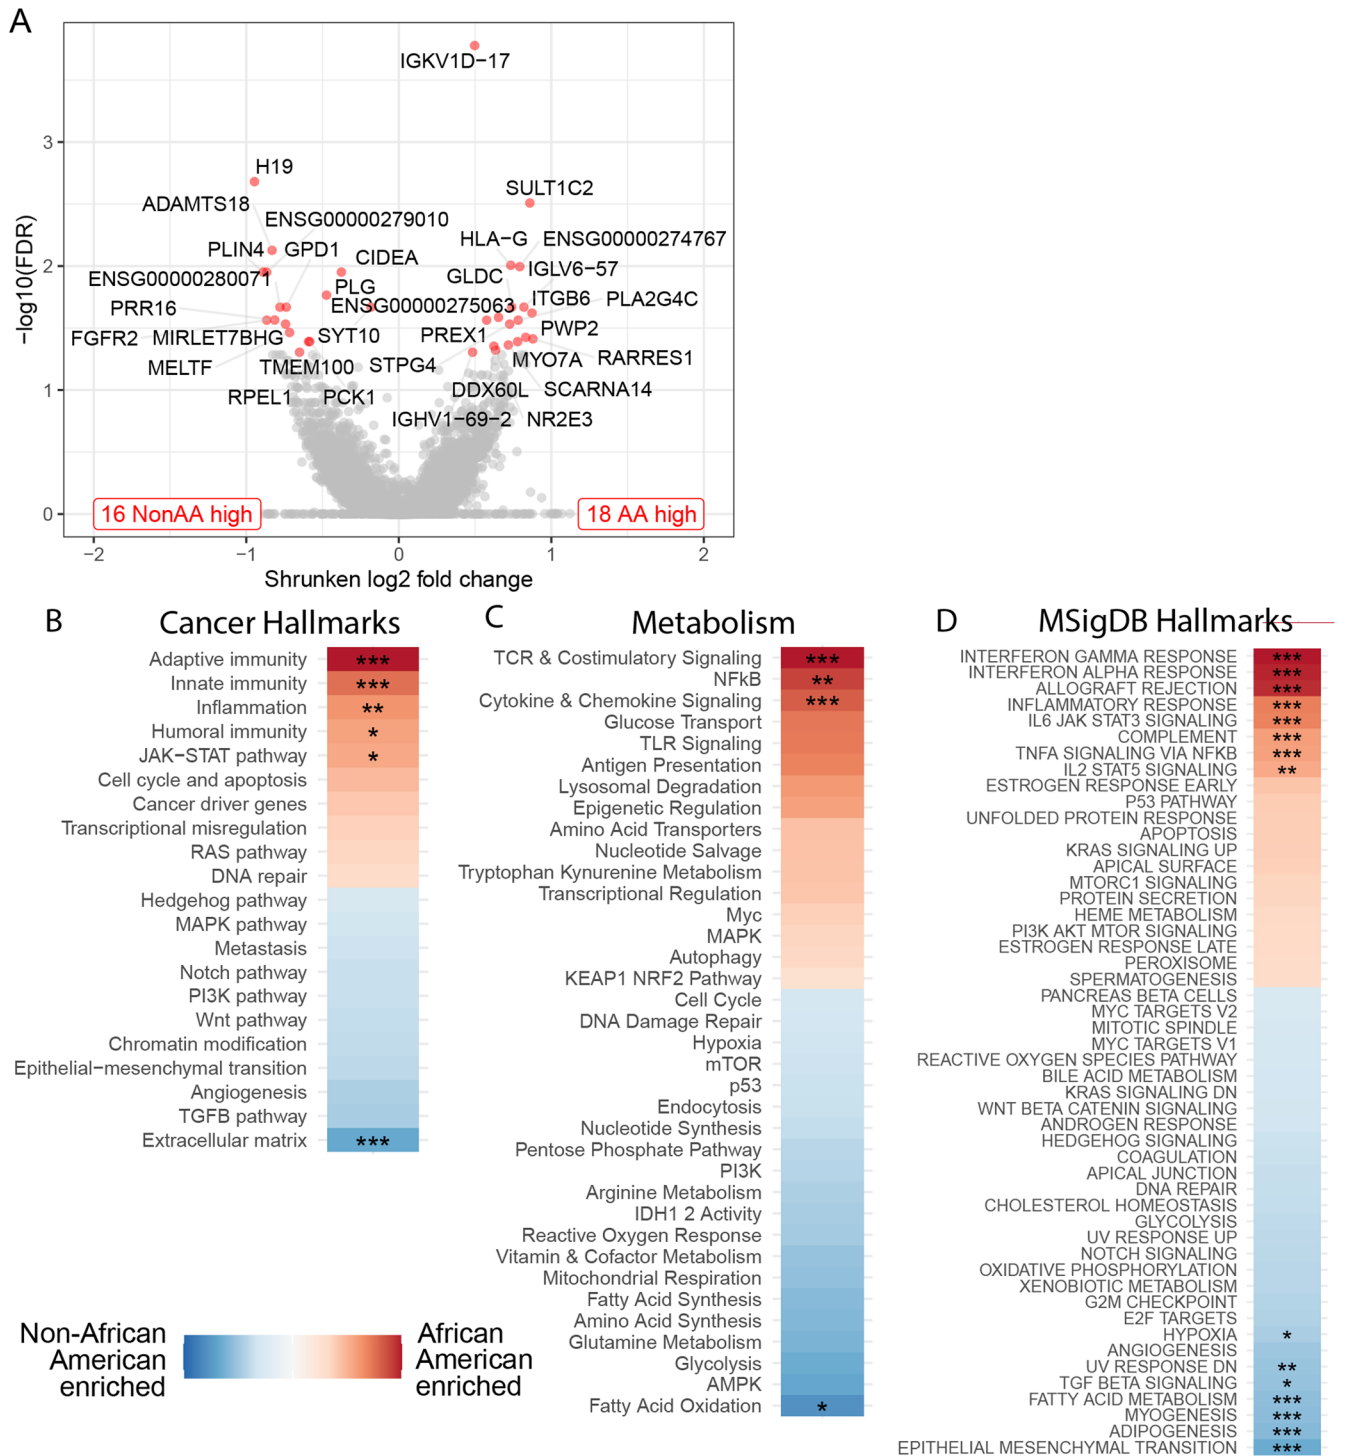 A
IGKV1D−17
3
H19
SULT1C2
ADAMTS18
ENSG00000279010
HLA−G
ENSG00000274767
PLIN4
GPD1
CIDEA
2
ENSG00000280071
PLG
GLDC
IGLV6−57
PRR16
ENSG00000275063
ITGB6
PLA2G4C
FGFR2
MIRLET7BHG
SYT10
PREX1
PWP2
MELTF
TMEM100
STPG4
MYO7A
RARRES1
1
RPEL1
PCK1
DDX60L
SCARNA14
IGHV1−69−2
NR2E3
0
16 NonAA high
18 AA high
−log10(FDR)
−2
−1
0
1
2
Shrunken log2 fold change
B
Cancer Hallmarks
Adaptive immunity ***
Innate immunity ***
Inflammation **
Humoral immunity *
JAK−STAT pathway *
Cell cycle and apoptosis
Cancer driver genes
Transcriptional misregulation
RAS pathway
DNA repair
Hedgehog pathway
MAPK pathway
Metastasis
Notch pathway
PI3K pathway
Wnt pathway
Chromatin modification
Epithelial−mesenchymal transition
Angiogenesis
TGFB pathway
Extracellular matrix ***
C
Metabolism
TCR & Costimulatory Signaling ***
NFkB **
Cytokine & Chemokine Signaling ***
Glucose Transport
TLR Signaling
Antigen Presentation
Lysosomal Degradation
Epigenetic Regulation
Amino Acid Transporters
Nucleotide Salvage
Tryptophan Kynurenine Metabolism
Transcriptional Regulation
Myc
MAPK
Autophagy
KEAP1 NRF2 Pathway
Cell Cycle
DNA Damage Repair
Hypoxia
mTOR
p53
Endocytosis
Nucleotide Synthesis
Pentose Phosphate Pathway
PI3K
Arginine Metabolism
IDH1 2 Activity
Reactive Oxygen Response
Vitamin & Cofactor Metabolism
Mitochondrial Respiration
Fatty Acid Synthesis
Amino Acid Synthesis
Glutamine Metabolism
Glycolysis
AMPK
Fatty Acid Oxidation *
D
MSigDB Hallmarks
INTERFERON GAMMA RESPONSE ***
INTERFERON ALPHA RESPONSE ***
ALLOGRAFT REJECTION ***
INFLAMMATORY RESPONSE ***
IL6 JAK STAT3 SIGNALING ***
COMPLEMENT ***
TNFA SIGNALING VIA NFKB ***
IL2 STAT5 SIGNALING **
ESTROGEN RESPONSE EARLY
P53 PATHWAY
UNFOLDED PROTEIN RESPONSE
APOPTOSIS
KRAS SIGNALING UP
APICAL SURFACE
MTORC1 SIGNALING
PROTEIN SECRETION
HEME METABOLISM
PI3K AKT MTOR SIGNALING
ESTROGEN RESPONSE LATE
PEROXISOME
SPERMATOGENESIS
PANCREAS BETA CELLS
MYC TARGETS V2
MITOTIC SPINDLE
MYC TARGETS V1
REACTIVE OXYGEN SPECIES PATHWAY
BILE ACID METABOLISM
KRAS SIGNALING DN
WNT BETA CATENIN SIGNALING
ANDROGEN RESPONSE
HEDGEHOG SIGNALING
COAGULATION
APICAL JUNCTION
DNA REPAIR
CHOLESTEROL HOMEOSTASIS
GLYCOLYSIS
UV RESPONSE UP
NOTCH SIGNALING
OXIDATIVE PHOSPHORYLATION
XENOBIOTIC METABOLISM
G2M CHECKPOINT
E2F TARGETS
HYPOXIA *
ANGIOGENESIS
UV RESPONSE DN **
TGF BETA SIGNALING *
FATTY ACID METABOLISM ***
MYOGENESIS ***
ADIPOGENESIS ***
EPITHELIAL MESENCHYMAL TRANSITION ***
Non-African
American
enriched
African
American
enriched